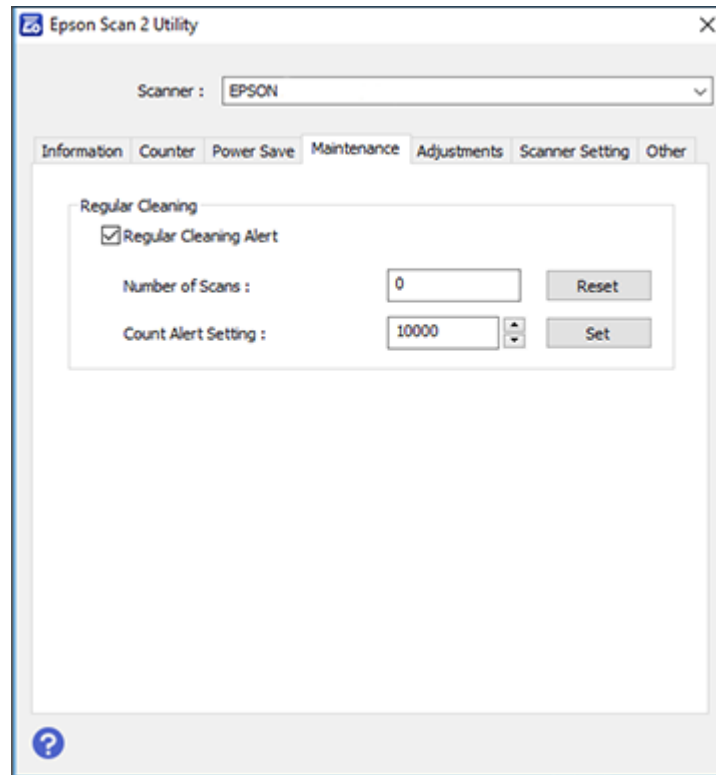 Epson Scan 2 Utility
Scanner : EPSON
Information Counter Power Save Maintenance Adjustments Scanner Setting Other
Regular Cleaning
Regular Cleaning Alert
Number of Scans : 0 Reset
Count Alert Setting : 10000 Set
?